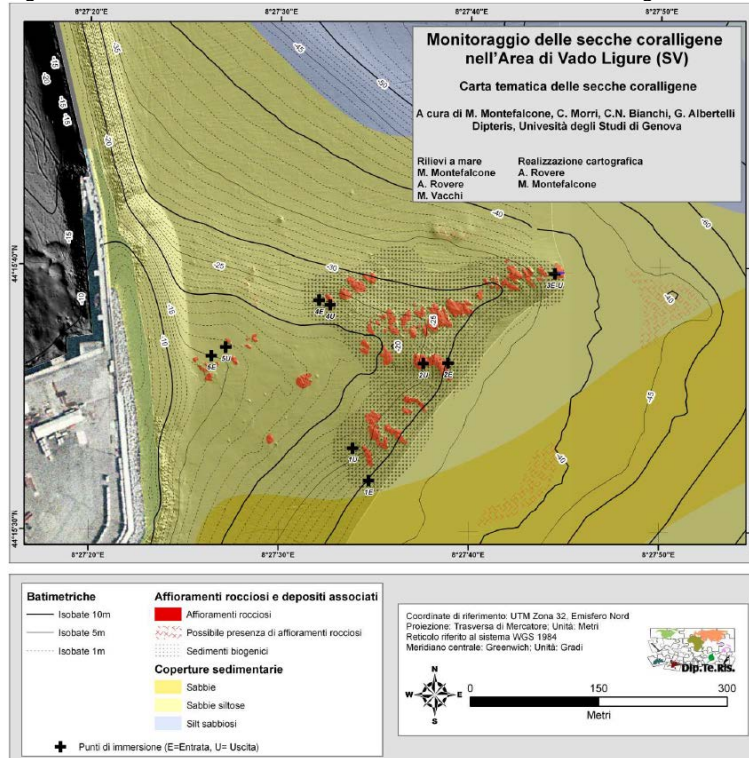 8°27'20"E 8°27'30"E 8°27'40"E 8°27'50"E
Monitoraggio delle secche coralligene
nell'Area di Vado Ligure (SV)
Carta tematica delle secche coralligene
A cura di M. Montefalcone, C. Morri, C.N. Bianchi, G. Albertelli
Dipteris, Univesità degli Studi di Genova
Rilievi a mare
M. Montefalcone
A. Rovere
M. Vacchi
Realizzazione cartografica
A. Rovere
M. Montefalcone
-35
-45
-50
-20
-15
-40
-60
44°15'40"N
-25
-30
-10
-15
-40
3E-U
4E
4U
-25
-20
5U
5E
2U
2E
-45
1U
-40
1E
44°15'30"N
8°27'20"E 8°27'30"E 8°27'40"E 8°27'50"E
Batimetriche
Isobate 10m
Isobate 5m
Isobate 1m
Affioramenti rocciosi e depositi associati
Affioramenti rocciosi
Possibile presenza di affioramenti rocciosi
Sedimenti biogenici
Coperture sedimentarie
Sabbie
Sabbie siltose
Silt sabbiosi
Punti di immersione (E=Entrata, U= Uscita)
Coordinate di riferimento: UTM Zona 32, Emisfero Nord
Proiezione: Trasversa di Mercatore; Unità: Metri
Reticolo riferito al sistema WGS 1984
Meridiano centrale: Greenwich; Unità: Gradi
Dip.Te.Ris.
N
W E
S
0 150 300
Metri